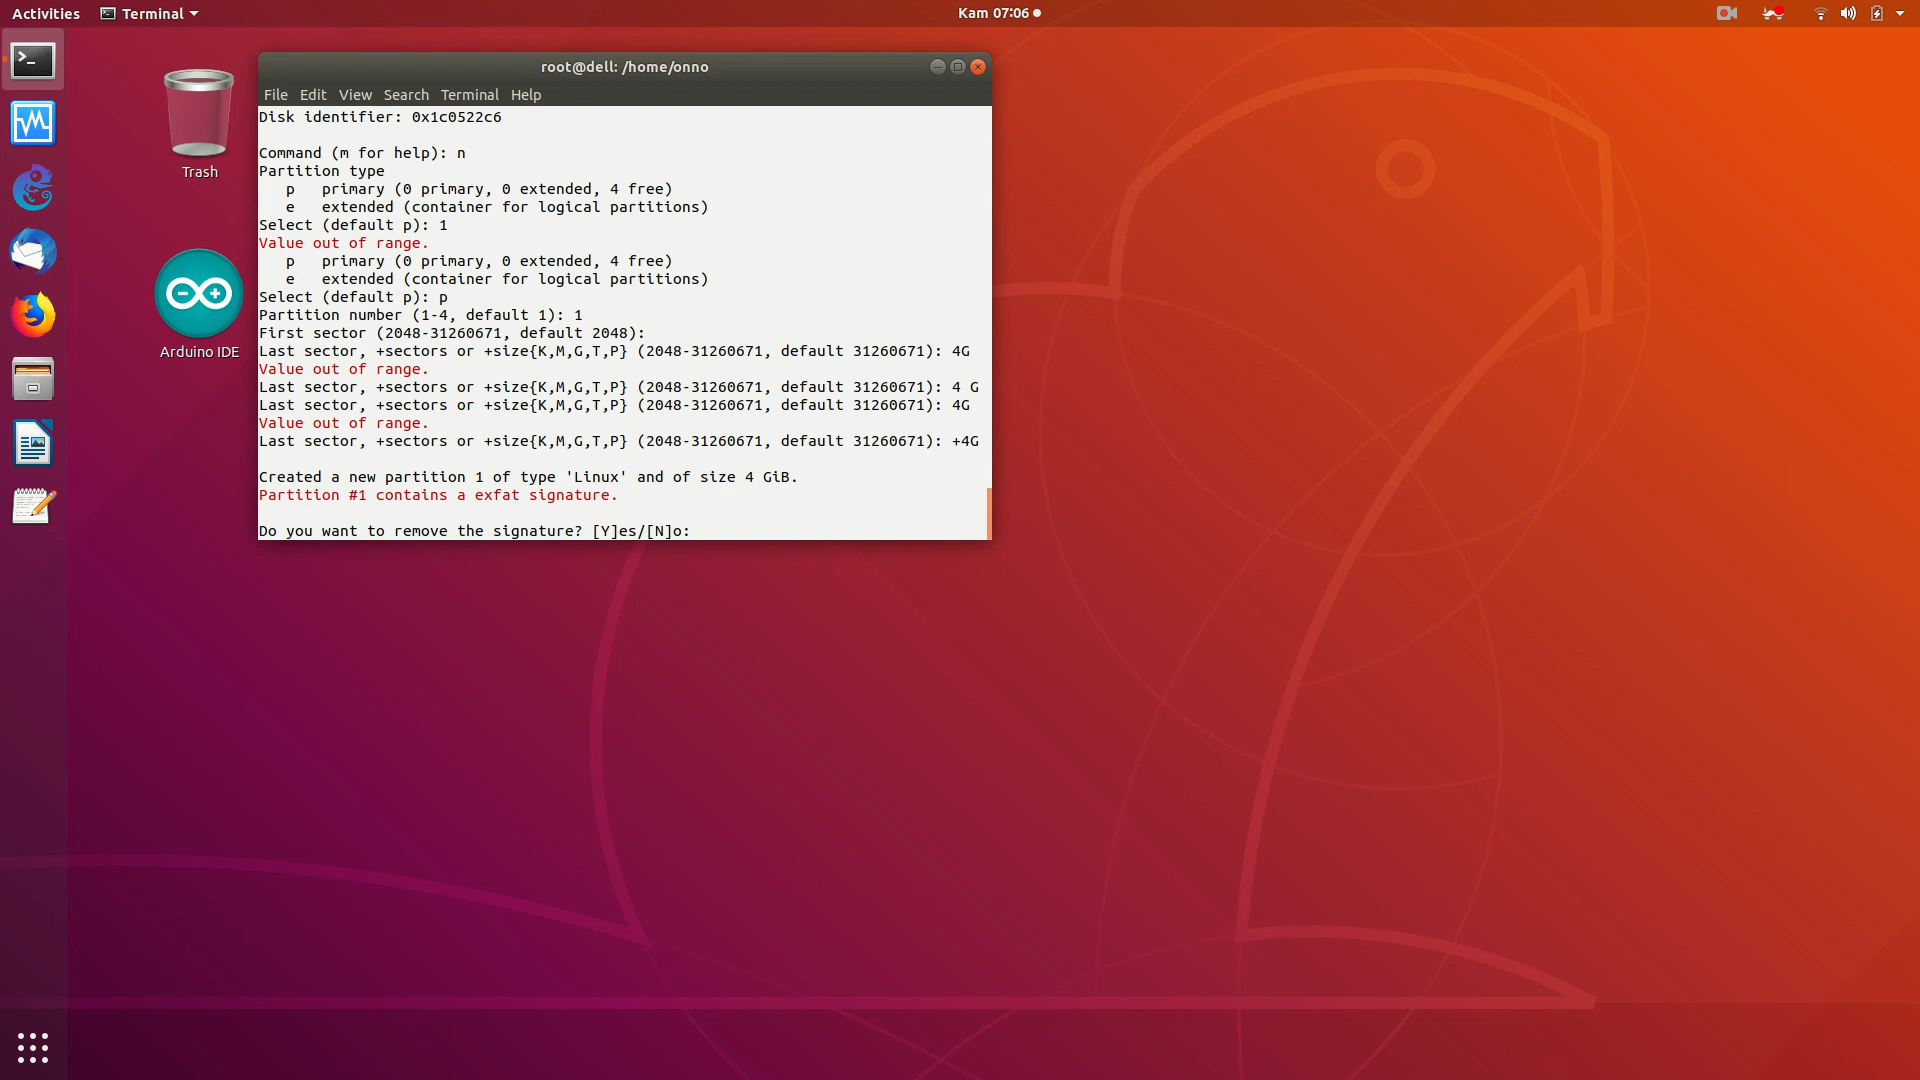 Activities
Terminal
Kam 07:06
Trash
Arduino IDE
root@dell: /home/onno
File Edit View Search Terminal Help
Disk identifier: 0x1c0522c6
Command (m for help): n
Partition type
p primary (0 primary, 0 extended, 4 free)
e extended (container for logical partitions)
Select (default p): 1
Value out of range.
p primary (0 primary, 0 extended, 4 free)
e extended (container for logical partitions)
Select (default p): p
Partition number (1-4, default 1): 1
First sector (2048-31260671, default 2048):
Last sector, +sectors or +size{K,M,G,T,P} (2048-31260671, default 31260671): 4G
Value out of range.
Last sector, +sectors or +size{K,M,G,T,P} (2048-31260671, default 31260671): 4 G
Last sector, +sectors or +size{K,M,G,T,P} (2048-31260671, default 31260671): 4G
Value out of range.
Last sector, +sectors or +size{K,M,G,T,P} (2048-31260671, default 31260671): +4G
Created a new partition 1 of type 'Linux' and of size 4 GiB.
Partition #1 contains a exfat signature.
Do you want to remove the signature? [Y]es/[N]o: